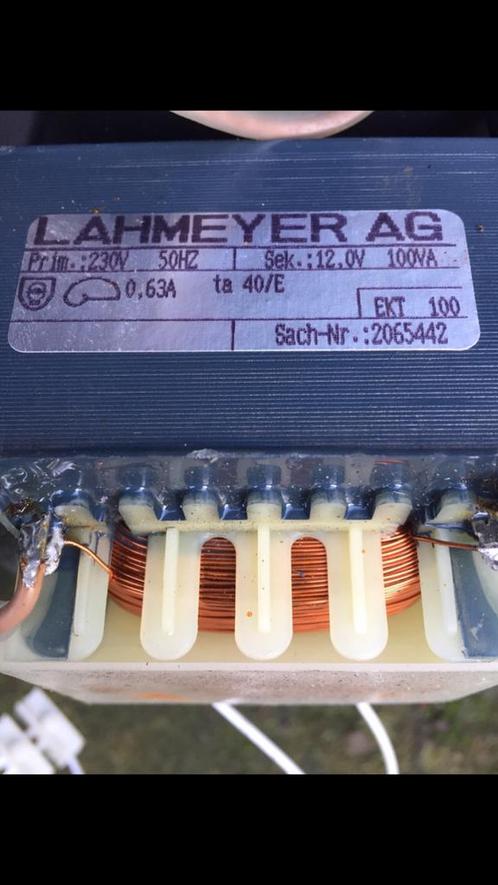 LAHMEYER AG
Prim.:230V 50HZ Sek.:12,0V 100VA
0,63A ta 40/E
EKT 100
Sach-Nr.:2065442